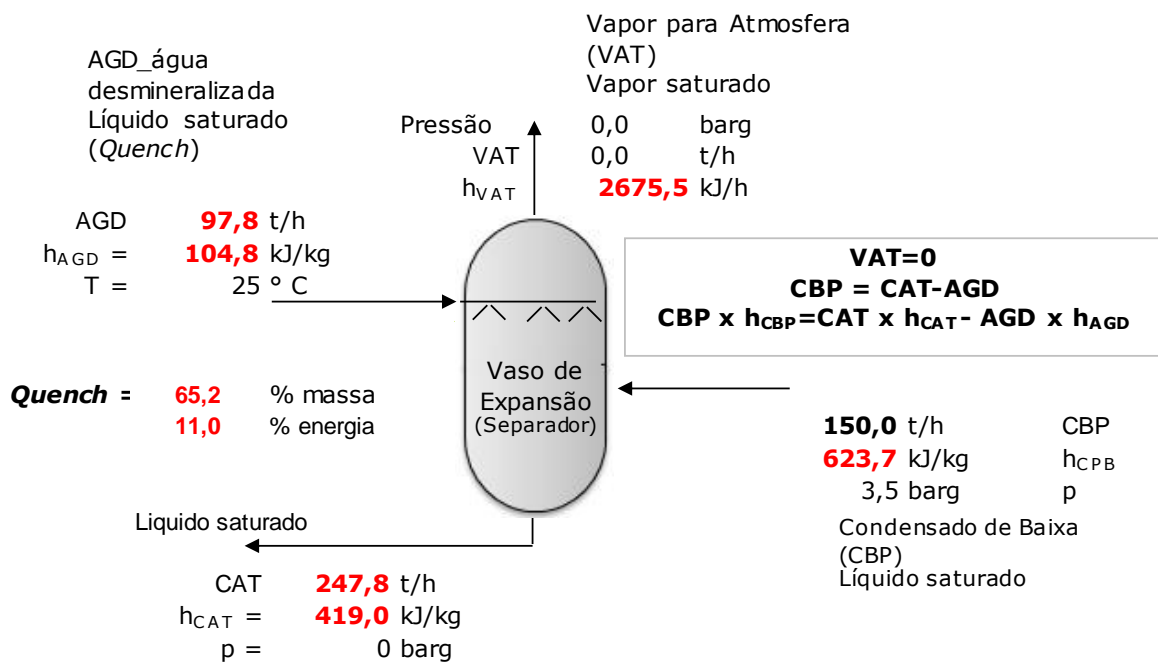 AGD_água
desmineralizada
Líquido saturado
(Quench)
AGD 97,8 t/h
hAGD = 104,8 kJ/kg
T = 25 ° C
Vapor para Atmosfera
(VAT)
Vapor saturado
Pressão 0,0 barg
VAT 0,0 t/h
hVAT 2675,5 kJ/h
VAT=0
CBP = CAT-AGD
CBP x hCBP=CAT x hCAT- AGD x hAGD
Quench = 65,2 % massa
11,0 % energia
Vaso de
Expansão
(Separador)
150,0 t/h CBP
623,7 kJ/kg hCPB
3,5 barg p
Condensado de Baixa
(CBP)
Líquido saturado
Liquido saturado
CAT 247,8 t/h
hCAT = 419,0 kJ/kg
p = 0 barg